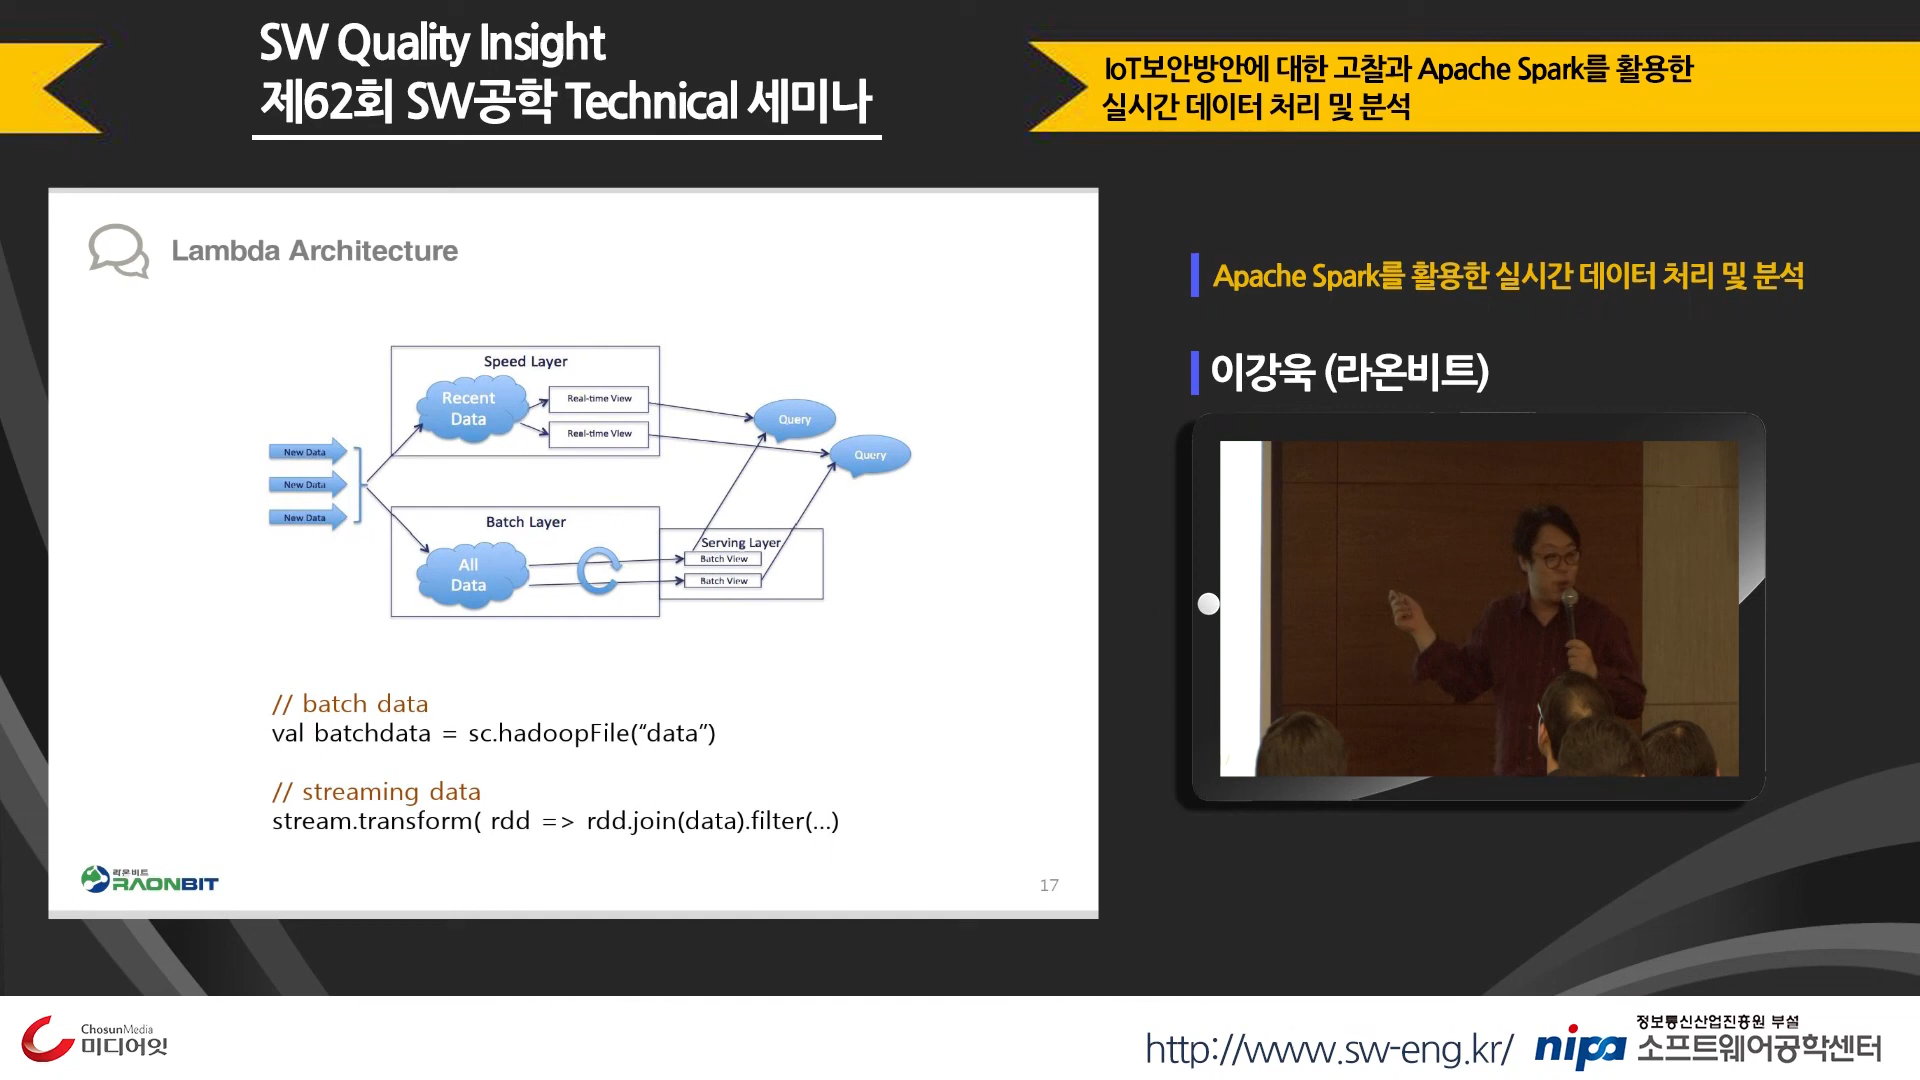 SW Quality Insight
제62회 SW공학 Technical 세미나
IoT보안방안에 대한 고찰과 Apache Spark를 활용한
실시간 데이터 처리 및 분석
Lambda Architecture
Speed Layer
Recent
Data
Real-time View
Real-time View
Query
Query
New Data
New Data
New Data
Batch Layer
All
Data
Serving Layer
Batch View
Batch View
// batch data
val batchdata = sc.hadoopFile(“data”)
// streaming data
stream.transform( rdd => rdd.join(data).filter(...)
라온비트
RAONBIT
17
Apache Spark를 활용한 실시간 데이터 처리 및 분석
이강욱 (라온비트)
ChosunMedia
미디어잇
http://www.sw-eng.kr/
nipa
정보통신산업진흥원 부설
소프트웨어공학센터